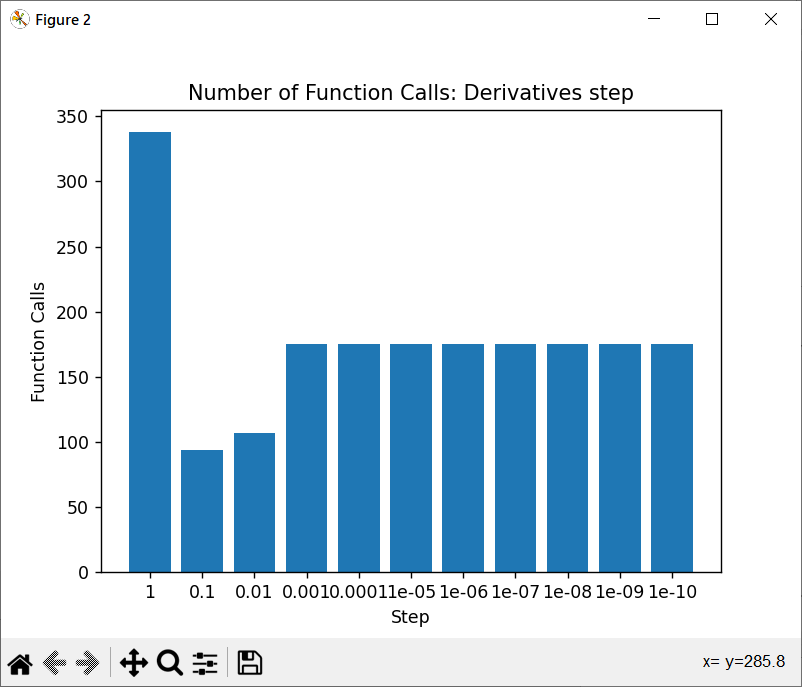 Figure 2
Number of Function Calls: Derivatives step
350
300
250
200
150
100
50
0
Function Calls
1 0.1 0.01 0.001 0.0001 1e-05 1e-06 1e-07 1e-08 1e-09 1e-10
Step
x= y=285.8